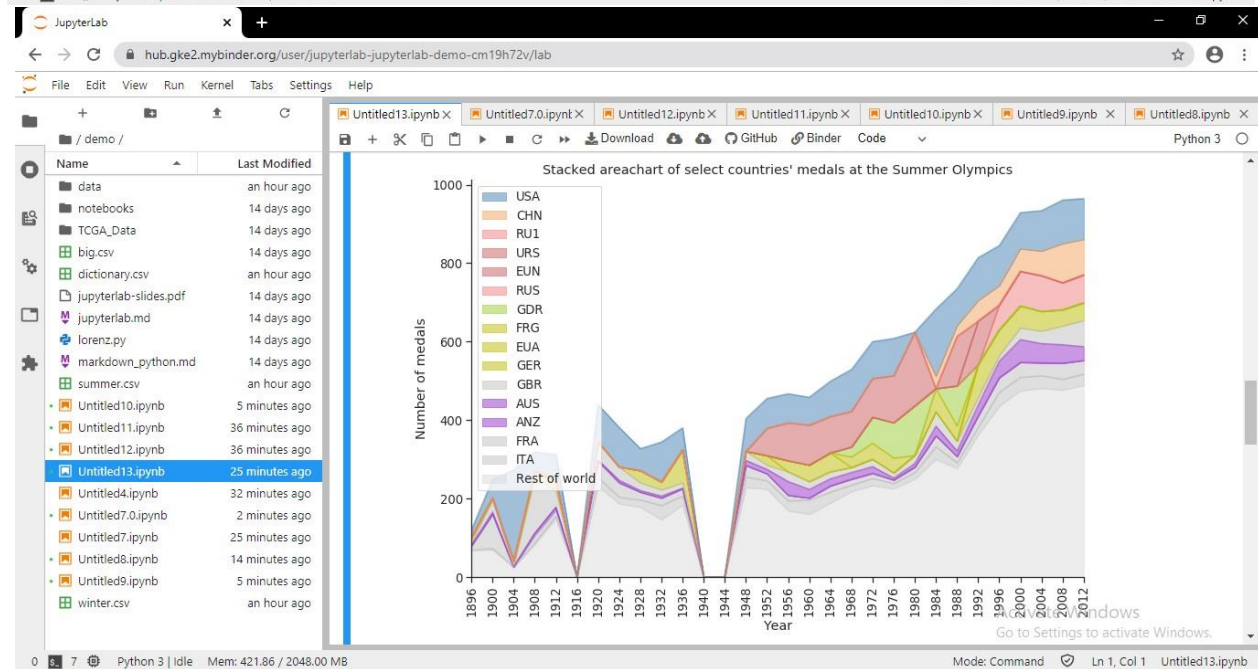 JupyterLab × +
hub.gke2.mybinder.org/user/jupyterlab-jupyterlab-demo-cm19h72v/lab
File Edit View Run Kernel Tabs Settings Help
/ demo /
Name Last Modified
data an hour ago
notebooks 14 days ago
TCGA_Data 14 days ago
big.csv 14 days ago
dictionary.csv an hour ago
jupyterlab-slides.pdf 14 days ago
jupyterlab.md 14 days ago
lorenz.py 14 days ago
markdown_python.md 14 days ago
summer.csv an hour ago
Untitled10.ipynb 5 minutes ago
Untitled11.ipynb 36 minutes ago
Untitled12.ipynb 36 minutes ago
Untitled13.ipynb 25 minutes ago
Untitled4.ipynb 32 minutes ago
Untitled7.0.ipynb 2 minutes ago
Untitled7.ipynb 25 minutes ago
Untitled8.ipynb 14 minutes ago
Untitled9.ipynb 5 minutes ago
winter.csv an hour ago
Untitled13.ipynb × Untitled7.0.ipynb × Untitled12.ipynb × Untitled11.ipynb × Untitled10.ipynb × Untitled9.ipynb × Untitled8.ipynb ×
Download GitHub Binder Code Python 3
Stacked areachart of select countries' medals at the Summer Olympics
Number of medals
1000
800
600
400
200
0
USA
CHN
RU1
URS
EUN
RUS
GDR
FRG
EUA
GER
GBR
AUS
ANZ
FRA
ITA
Rest of world
1896 1900 1904 1908 1912 1916 1920 1924 1928 1932 1936 1940 1944 1948 1952 1956 1960 1964 1968 1972 1976 1980 1984 1988 1992 1996 2000 2004 2008 2012
Year
Activate Windows
Go to Settings to activate Windows.
0 7 Python 3 | Idle Mem: 421.86 / 2048.00 MB Mode: Command Ln 1, Col 1 Untitled13.ipynb